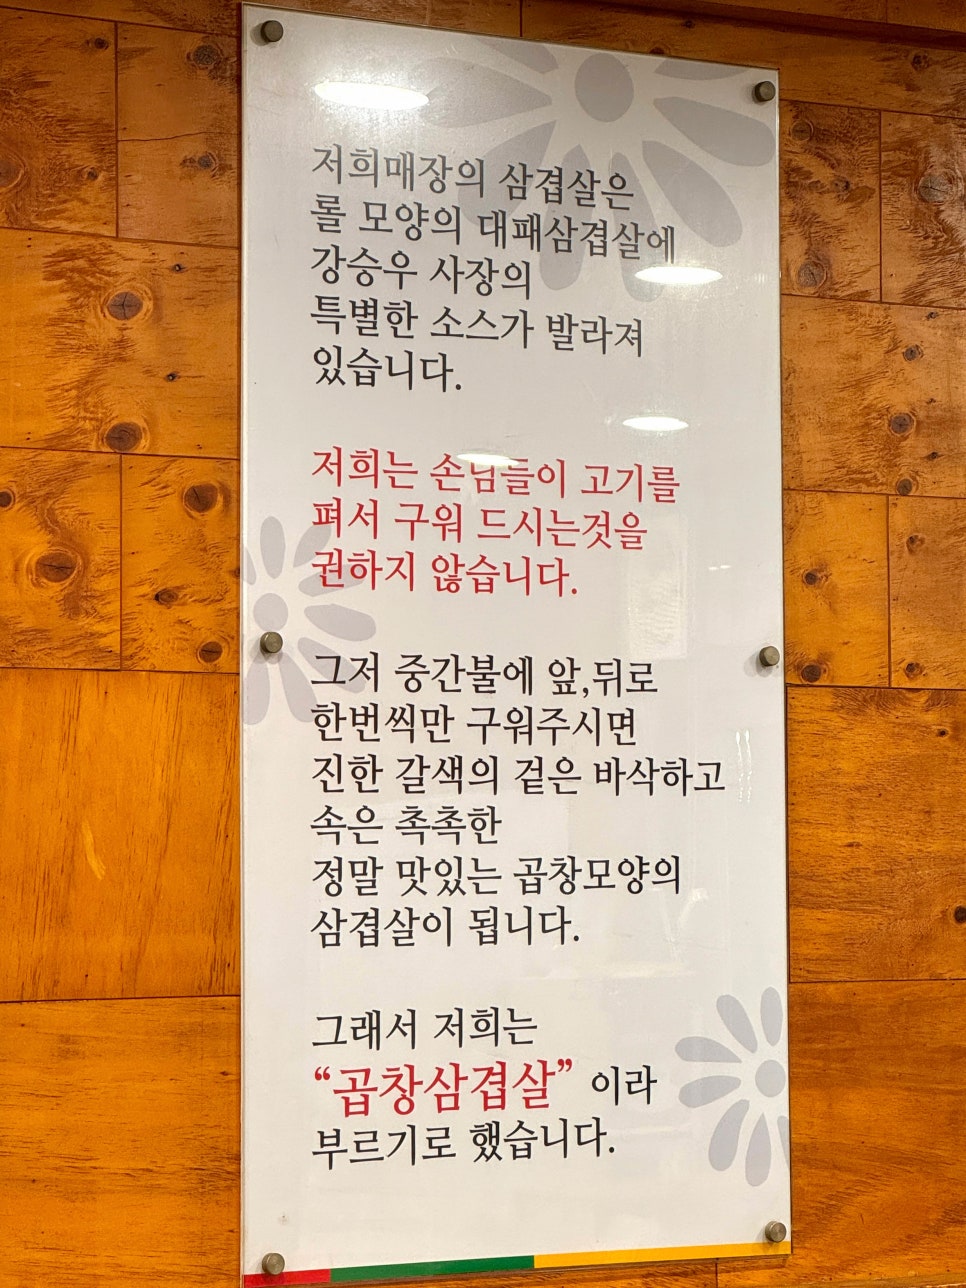 저희매장의 삼겹살은
롤 모양의 대패삼겹살에
강승우 사장의
특별한 소스가 발라져
있습니다.
저희는 손님들이 고기를
펴서 구워 드시는것을
권하지 않습니다.
그저 중간불에 앞,뒤로
한번씩만 구워주시면
진한 갈색의 겉은 바삭하고
속은 촉촉한
정말 맛있는 곱창모양의
삼겹살이 됩니다.
그래서 저희는
“곱창삼겹살” 이라
부르기로 했습니다.